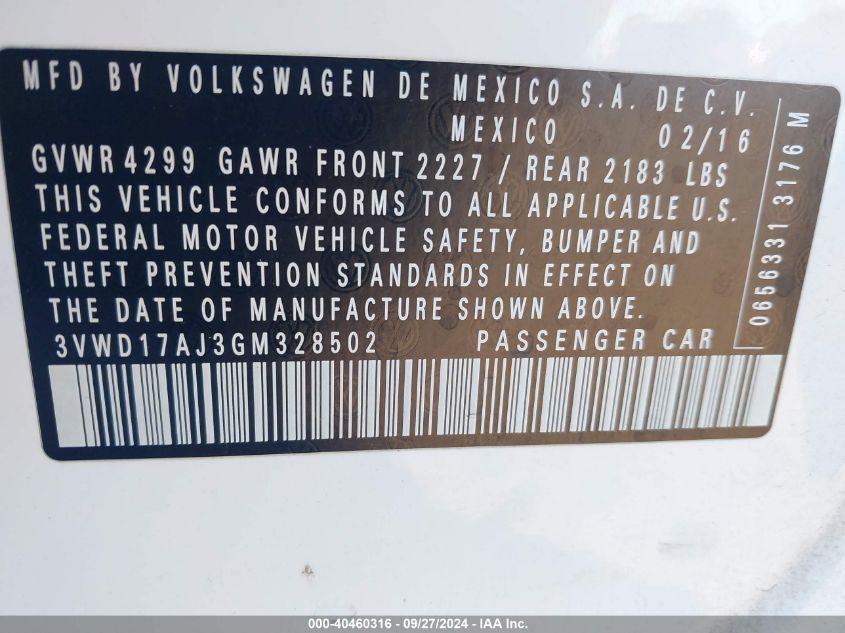 MFD BY VOLKSWAGEN DE MEXICO S.A. DE C.V.
MEXICO 02/16
GVWR 4299 GAWR FRONT 2227 / REAR 2183 LBS
THIS VEHICLE CONFORMS TO ALL APPLICABLE U.S.
FEDERAL MOTOR VEHICLE SAFETY, BUMPER AND
THEFT PREVENTION STANDARDS IN EFFECT ON
THE DATE OF MANUFACTURE SHOWN ABOVE.
3VWD17AJ3GM328502 PASSENGER CAR
0656331 3176 M
000-40460316 - 09/27/2024 - IAA Inc.